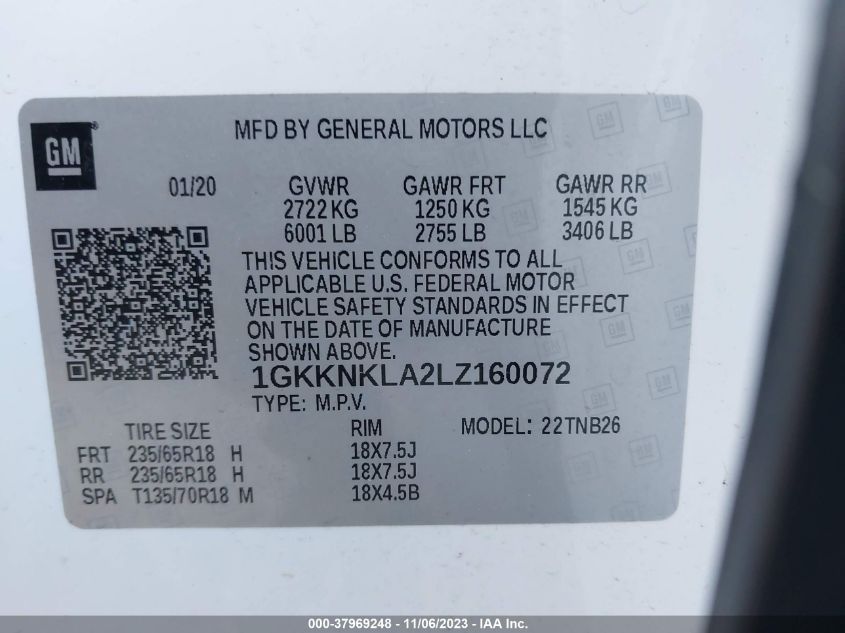 MFD BY GENERAL MOTORS LLC
GM
01/20 GVWR GAWR FRT GAWR RR
2722 KG 1250 KG 1545 KG
6001 LB 2755 LB 3406 LB
THIS VEHICLE CONFORMS TO ALL
APPLICABLE U.S. FEDERAL MOTOR
VEHICLE SAFETY STANDARDS IN EFFECT
ON THE DATE OF MANUFACTURE
SHOWN ABOVE.
1GKKNKLA2LZ160072
TYPE: M.P.V.
TIRE SIZE RIM MODEL: 22TNB26
FRT 235/65R18 H 18X7.5J
RR 235/65R18 H 18X7.5J
SPA T135/70R18 M 18X4.5B
000-37969248 - 11/06/2023 - IAA Inc.